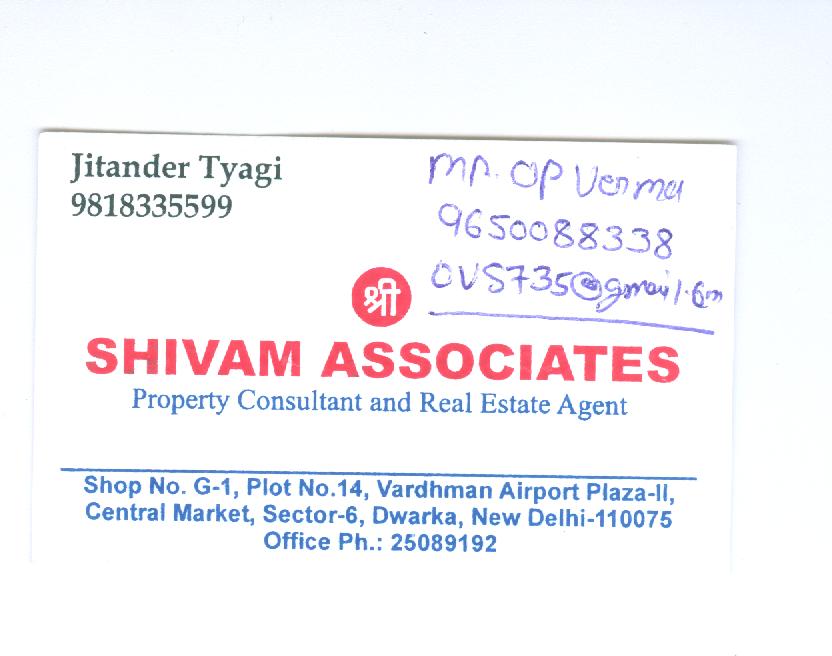 Jitander Tyagi
9818335599
Mr. OP Verma
9650088338
OVS735@gmail.com
श्री
SHIVAM ASSOCIATES
Property Consultant and Real Estate Agent
Shop No. G-1, Plot No.14, Vardhman Airport Plaza-II,
Central Market, Sector-6, Dwarka, New Delhi-110075
Office Ph.: 25089192